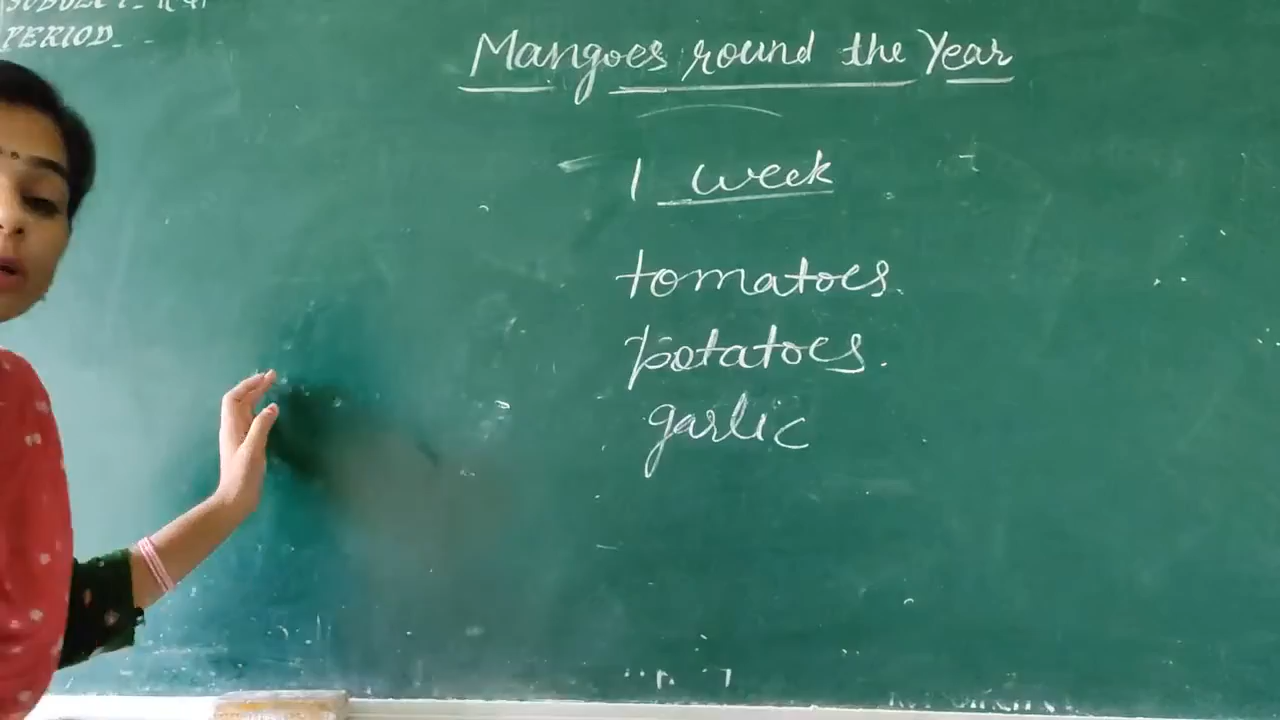 PERIOD
Mangoes round the Year
1 week
tomatoes.
potatoes.
garlic